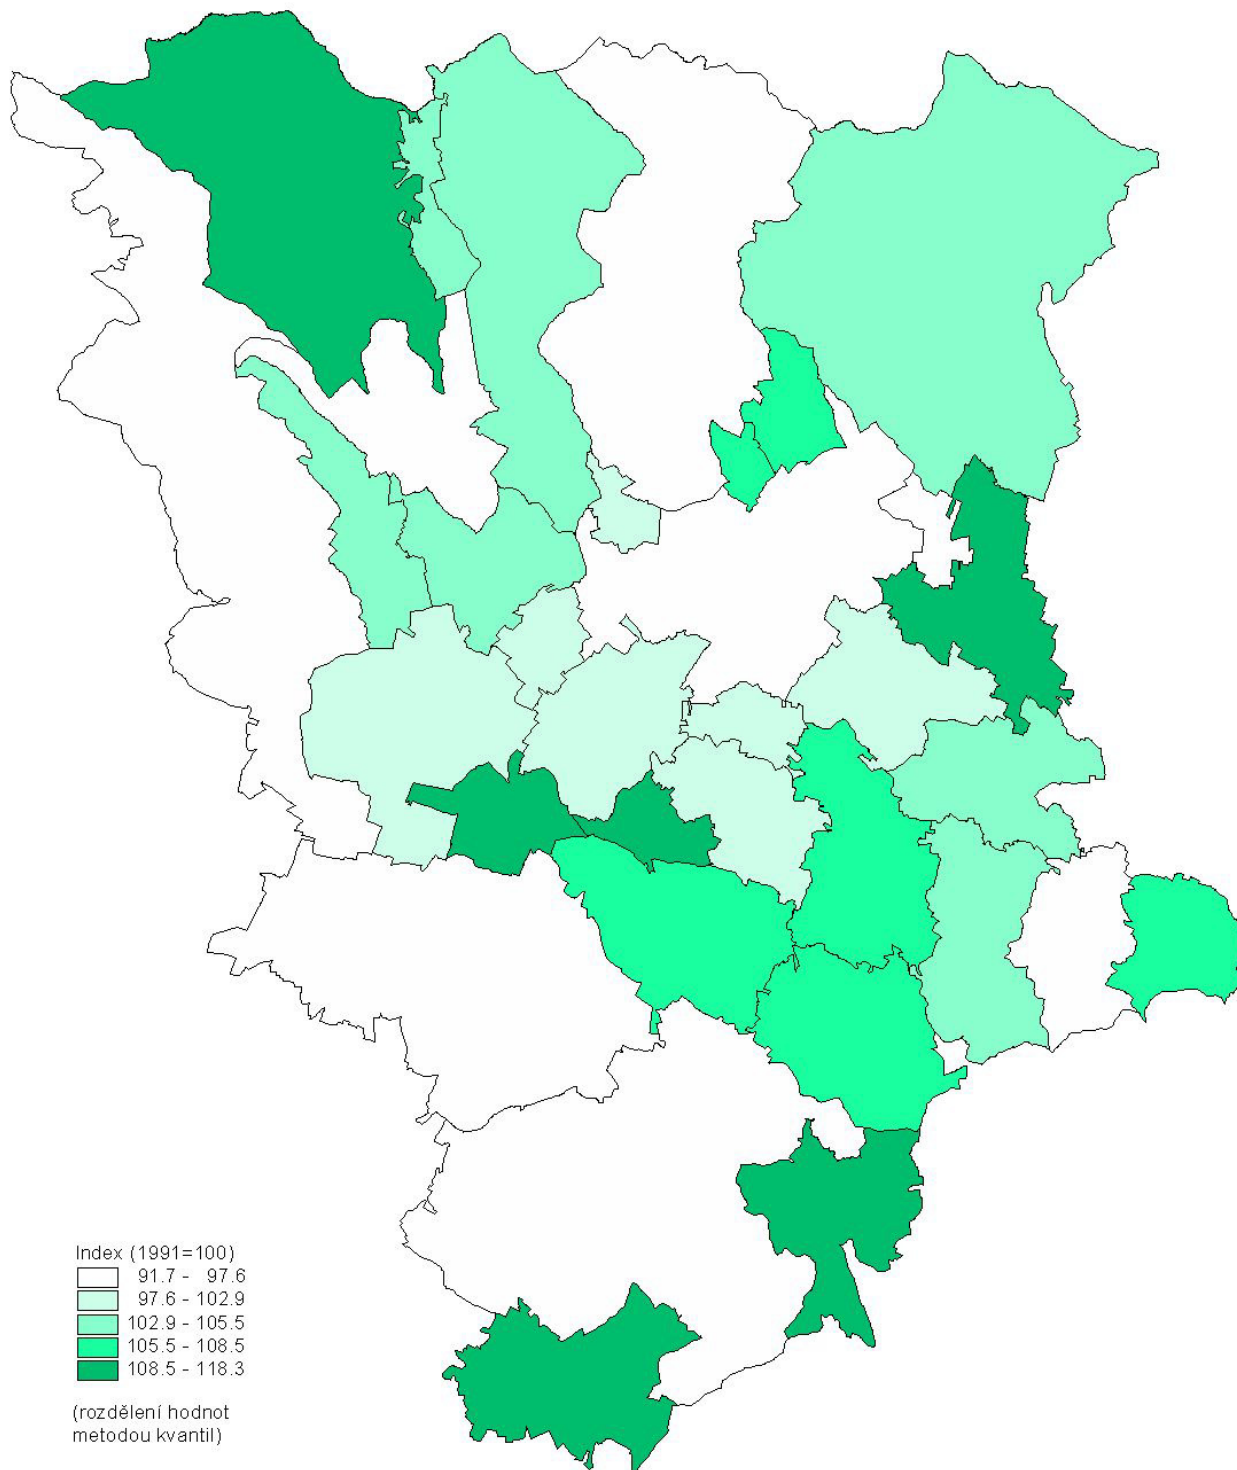 Index (1991=100)
91.7 - 97.6
97.6 - 102.9
102.9 - 105.5
105.5 - 108.5
108.5 - 118.3
(rozdělení hodnot
metodou kvantil)